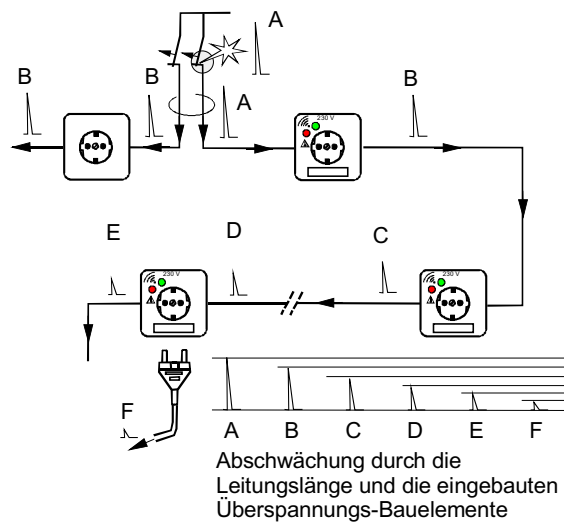 A
B
B
A
B
230 V
E
D
C
230 V
230 V
F
A B C D E F
Abschwächung durch die
Leitungslänge und die eingebauten
Überspannungs-Bauelemente